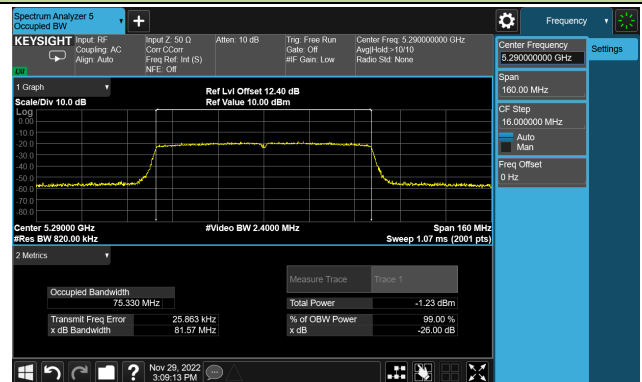 Spectrum Analyzer 5
Occupied BW
Frequency
KEYSIGHT
Input: RF
Coupling: AC
Align: Auto
Input Z: 50 Ω
Corr CCorr
Freq Ref: Int (S)
NFE: Off
Atten: 10 dB
Trig: Free Run
Gate: Off
#IF Gain: Low
Center Freq: 5.290000000 GHz
Avg|Hold:>10/10
Radio Std: None
LXI
Center Frequency
5.290000000 GHz
Settings
Span
160.00 MHz
CF Step
16.000000 MHz
Auto
Man
Freq Offset
0 Hz
1 Graph
Scale/Div 10.0 dB
Ref Lvl Offset 12.40 dB
Ref Value 10.00 dBm
Log
0.00
-10.0
-20.0
-30.0
-40.0
-50.0
-60.0
-70.0
-80.0
Center 5.29000 GHz
#Video BW 2.4000 MHz
Span 160 MHz
#Res BW 820.00 kHz
Sweep 1.07 ms (2001 pts)
2 Metrics
Measure Trace
Trace 1
Occupied Bandwidth
75.330 MHz
Total Power
-1.23 dBm
Transmit Freq Error
25.863 kHz
% of OBW Power
99.00 %
x dB Bandwidth
81.57 MHz
x dB
-26.00 dB
?
Nov 29, 2022
3:09:13 PM